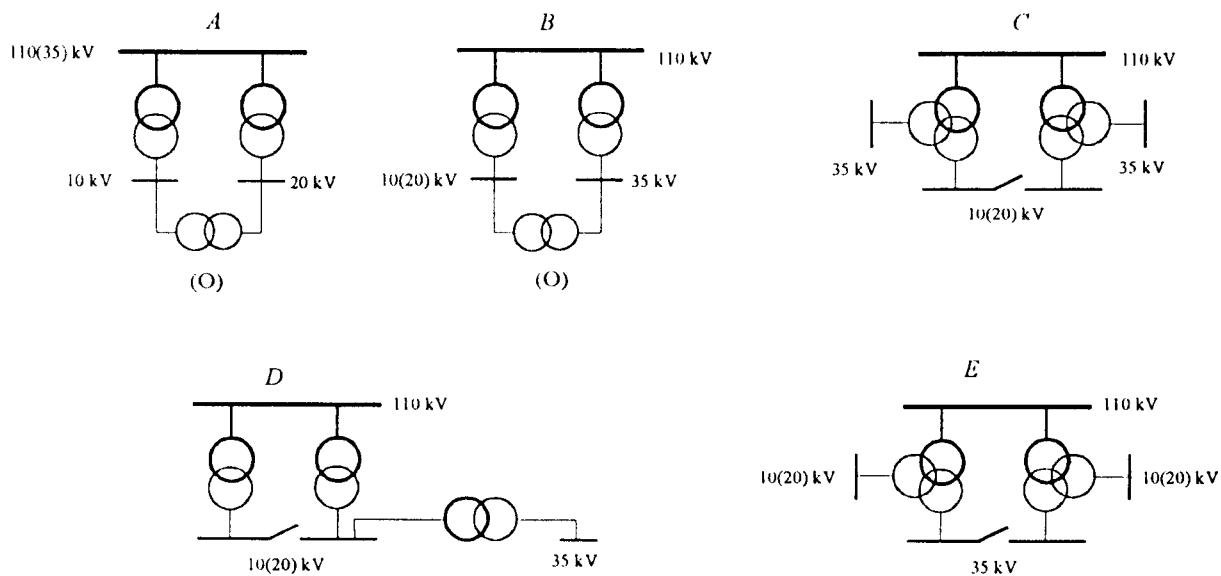 A
110(35) kV
10 kV
20 kV
(O)
B
110 kV
10(20) kV
35 kV
(O)
C
110 kV
35 kV
35 kV
10(20) kV
D
110 kV
10(20) kV
35 kV
E
110 kV
10(20) kV
10(20) kV
35 kV